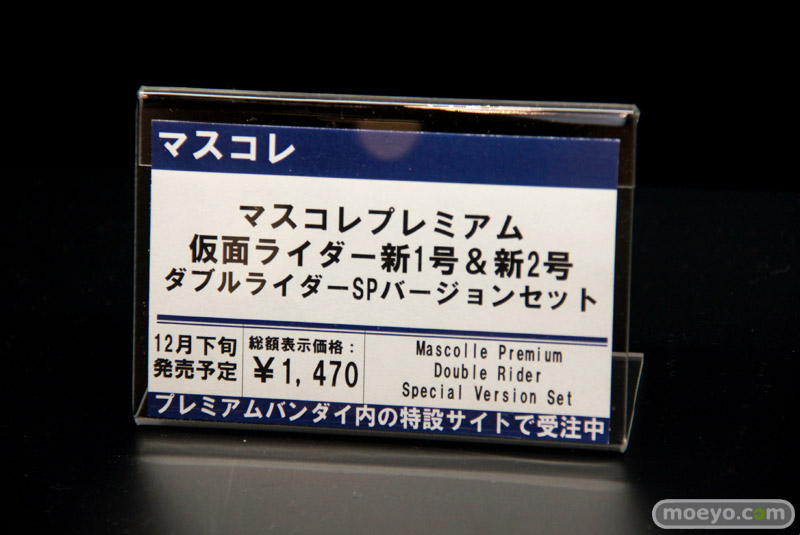 マスコレ
マスコレプレミアム
仮面ライダー新1号＆新2号
ダブルライダーSPバージョンセット
12月下旬
発売予定
総額表示価格：
￥1,470
Mascolle Premium
Double Rider
Special Version Set
プレミアムバンダイ内の特設サイトで受注中
moeyo.com